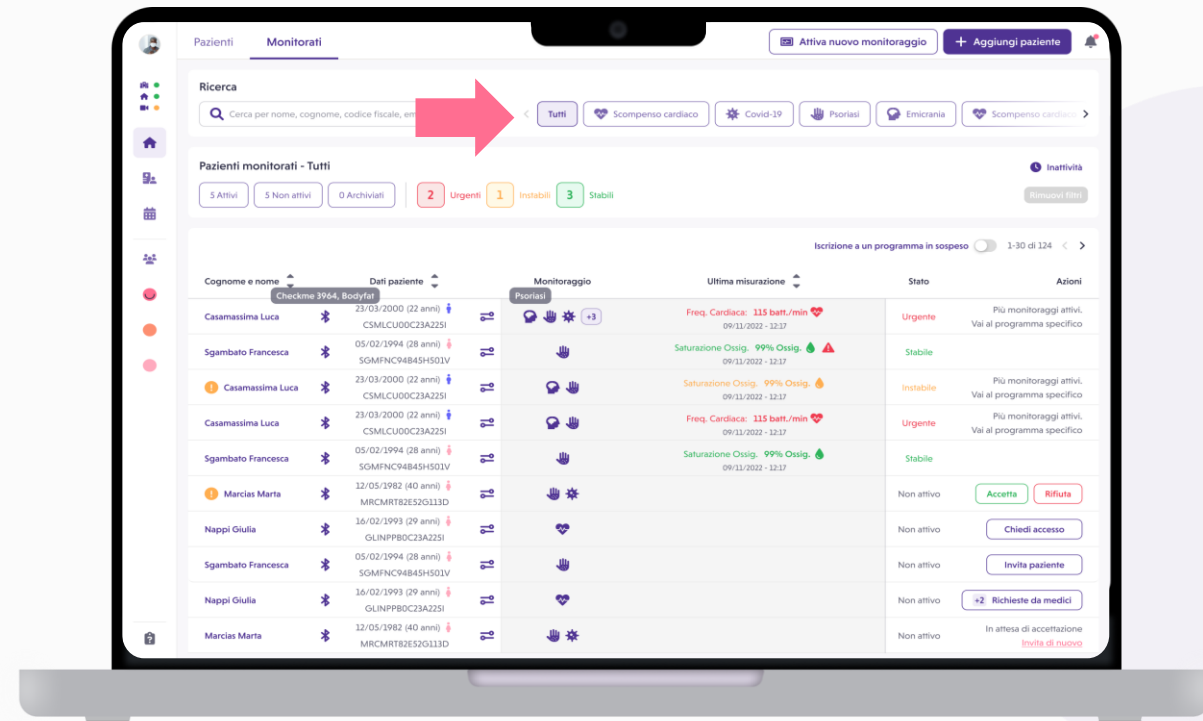 Pazienti Monitorati Attiva nuovo monitoraggio + Aggiungi paziente
Ricerca
Cerca per nome, cognome, codice fiscale, em
Tutti Scompenso cardiaco Covid-19 Psoriasi Emicrania Scompenso cardiaco
Pazienti monitorati - Tutti Inattività
5 Attivi 5 Non attivi 0 Archiviati 2 Urgenti 1 Instabili 3 Stabili Rimuovi filtri
Iscrizione a un programma in sospeso 1-30 di 124
Cognome e nome Dati paziente Monitoraggio Ultima misurazione Stato Azioni
Checkme 3964, Bodyfat Psoriasi
Casamassima Luca 23/03/2000 (22 anni) +3 Freq. Cardiaca: 115 batt./min Urgente Più monitoraggi attivi.
CSMLCU00C23A225I 09/11/2022 - 12:17 Vai al programma specifico
Sgambato Francesca 05/02/1994 (28 anni) Saturazione Ossig. 99% Ossig. Stabile
SGMFNC94B45H501V 09/11/2022 - 12:17
Casamassima Luca 23/03/2000 (22 anni) Saturazione Ossig. 99% Ossig. Instabile Più monitoraggi attivi.
CSMLCU00C23A225I 09/11/2022 - 12:17 Vai al programma specifico
Casamassima Luca 23/03/2000 (22 anni) Freq. Cardiaca: 115 batt./min Urgente Più monitoraggi attivi.
CSMLCU00C23A225I 09/11/2022 - 12:17 Vai al programma specifico
Sgambato Francesca 05/02/1994 (28 anni) Saturazione Ossig. 99% Ossig. Stabile
SGMFNC94B45H501V 09/11/2022 - 12:17
Marcias Marta 12/05/1982 (40 anni) Non attivo Accetta Rifiuta
MRCMRT82E52G113D
Nappi Giulia 16/02/1993 (29 anni) Non attivo Chiedi accesso
GLINPPB0C23A225I
Sgambato Francesca 05/02/1994 (28 anni) Non attivo Invita paziente
SGMFNC94B45H501V
Nappi Giulia 16/02/1993 (29 anni) Non attivo +2 Richieste da medici
GLINPPB0C23A225I
Marcias Marta 12/05/1982 (40 anni) Non attivo In attesa di accettazione
MRCMRT82E52G113D Invita di nuovo